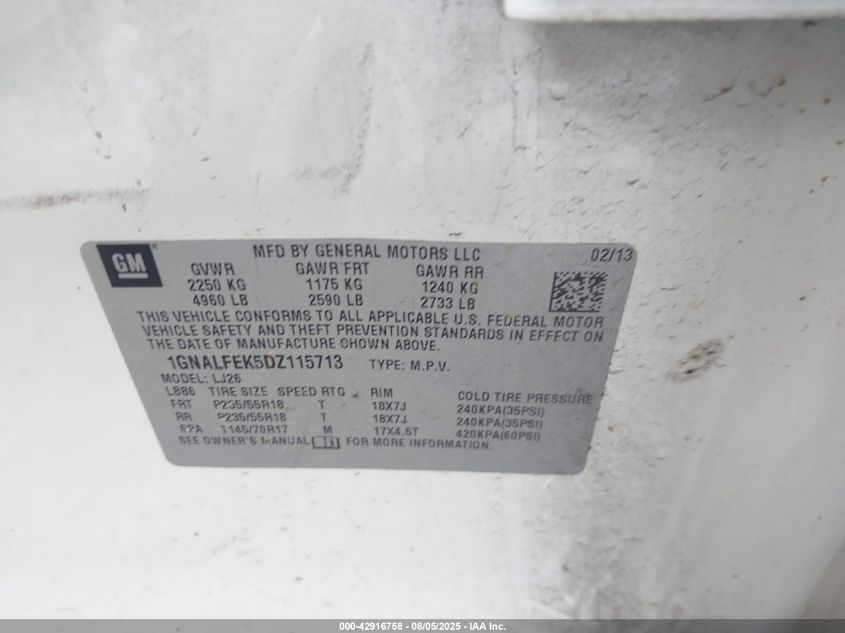 GM
MFD BY GENERAL MOTORS LLC 02/13
GVWR GAWR FRT GAWR RR
2250 KG 1175 KG 1240 KG
4960 LB 2590 LB 2733 LB
THIS VEHICLE CONFORMS TO ALL APPLICABLE U.S. FEDERAL MOTOR
VEHICLE SAFETY AND THEFT PREVENTION STANDARDS IN EFFECT ON
THE DATE OF MANUFACTURE SHOWN ABOVE.
1GNALFEK5DZ115713 TYPE: M.P.V.
MODEL: LJ26
LBB6 TIRE SIZE SPEED RTG RIM COLD TIRE PRESSURE
FRT P235/55R18 T 18X7J 240KPA(35PSI)
RR P235/55R18 T 18X7J 240KPA(35PSI)
SPA T145/70R17 M 17X4.5T 420KPA(60PSI)
SEE OWNER'S MANUAL FOR MORE INFORMATION.
000-42916758 - 08/05/2025 - IAA Inc.